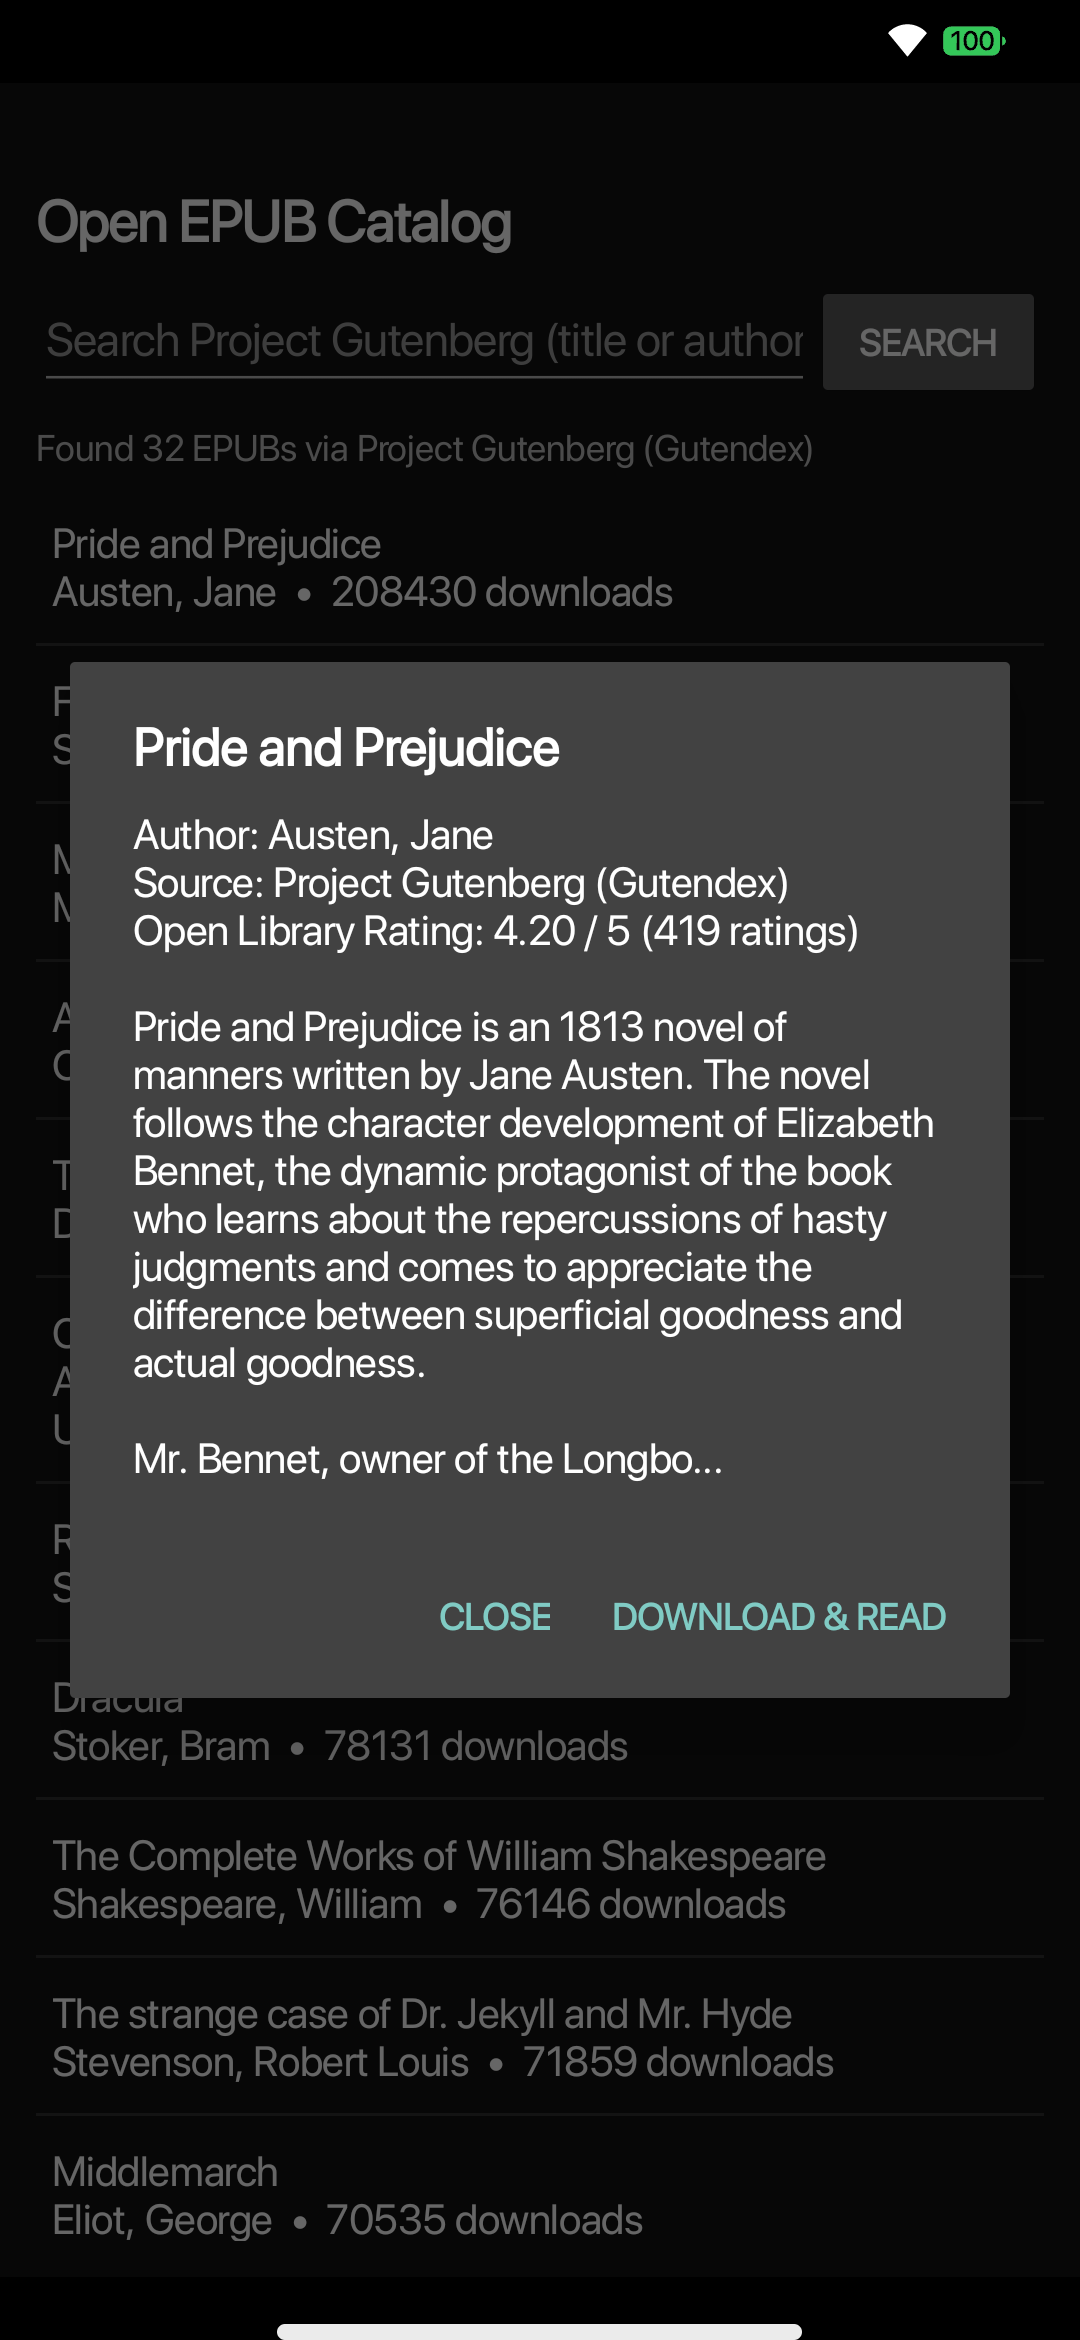 100
Open EPUB Catalog
Search Project Gutenberg (title or author
SEARCH
Found 32 EPUBs via Project Gutenberg (Gutendex)
Pride and Prejudice
Austen, Jane • 208430 downloads
Pride and Prejudice
Author: Austen, Jane
Source: Project Gutenberg (Gutendex)
Open Library Rating: 4.20 / 5 (419 ratings)
Pride and Prejudice is an 1813 novel of
manners written by Jane Austen. The novel
follows the character development of Elizabeth
Bennet, the dynamic protagonist of the book
who learns about the repercussions of hasty
judgments and comes to appreciate the
difference between superficial goodness and
actual goodness.
Mr. Bennet, owner of the Longbo...
CLOSE DOWNLOAD & READ
Dracula
Stoker, Bram • 78131 downloads
The Complete Works of William Shakespeare
Shakespeare, William • 76146 downloads
The strange case of Dr. Jekyll and Mr. Hyde
Stevenson, Robert Louis • 71859 downloads
Middlemarch
Eliot, George • 70535 downloads